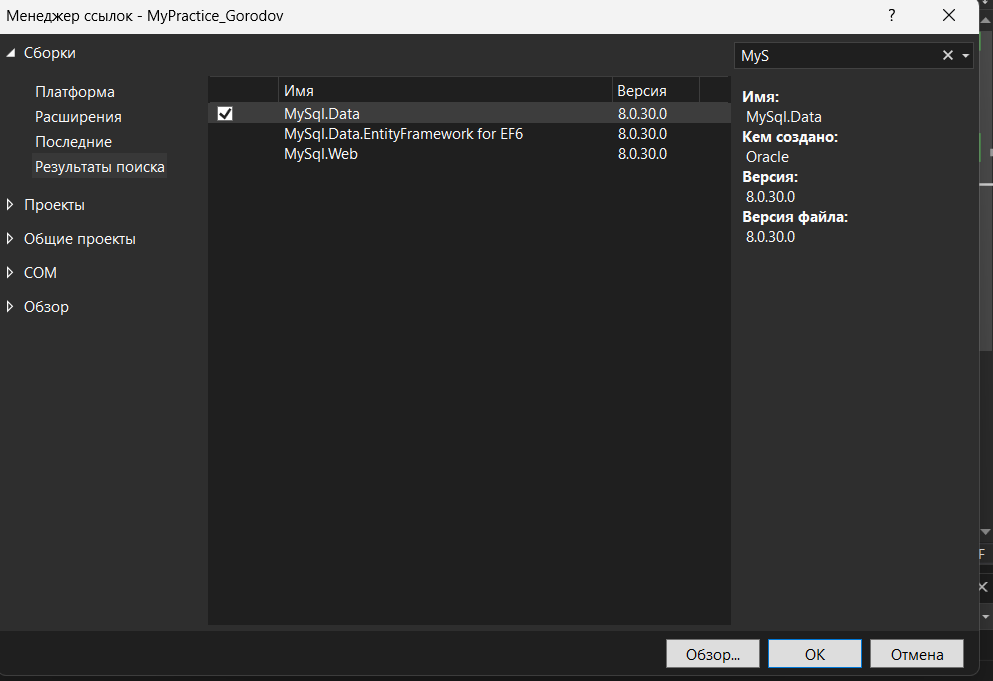 Менеджер ссылок - MyPractice_Gorodov
?
Сборки
Платформа
Расширения
Последние
Результаты поиска
Проекты
Общие проекты
COM
Обзор
Имя Версия
MySql.Data 8.0.30.0
MySql.Data.EntityFramework for EF6 8.0.30.0
MySql.Web 8.0.30.0
MyS
Имя:
MySql.Data
Кем создано:
Oracle
Версия:
8.0.30.0
Версия файла:
8.0.30.0
F
Обзор... ОК Отмена